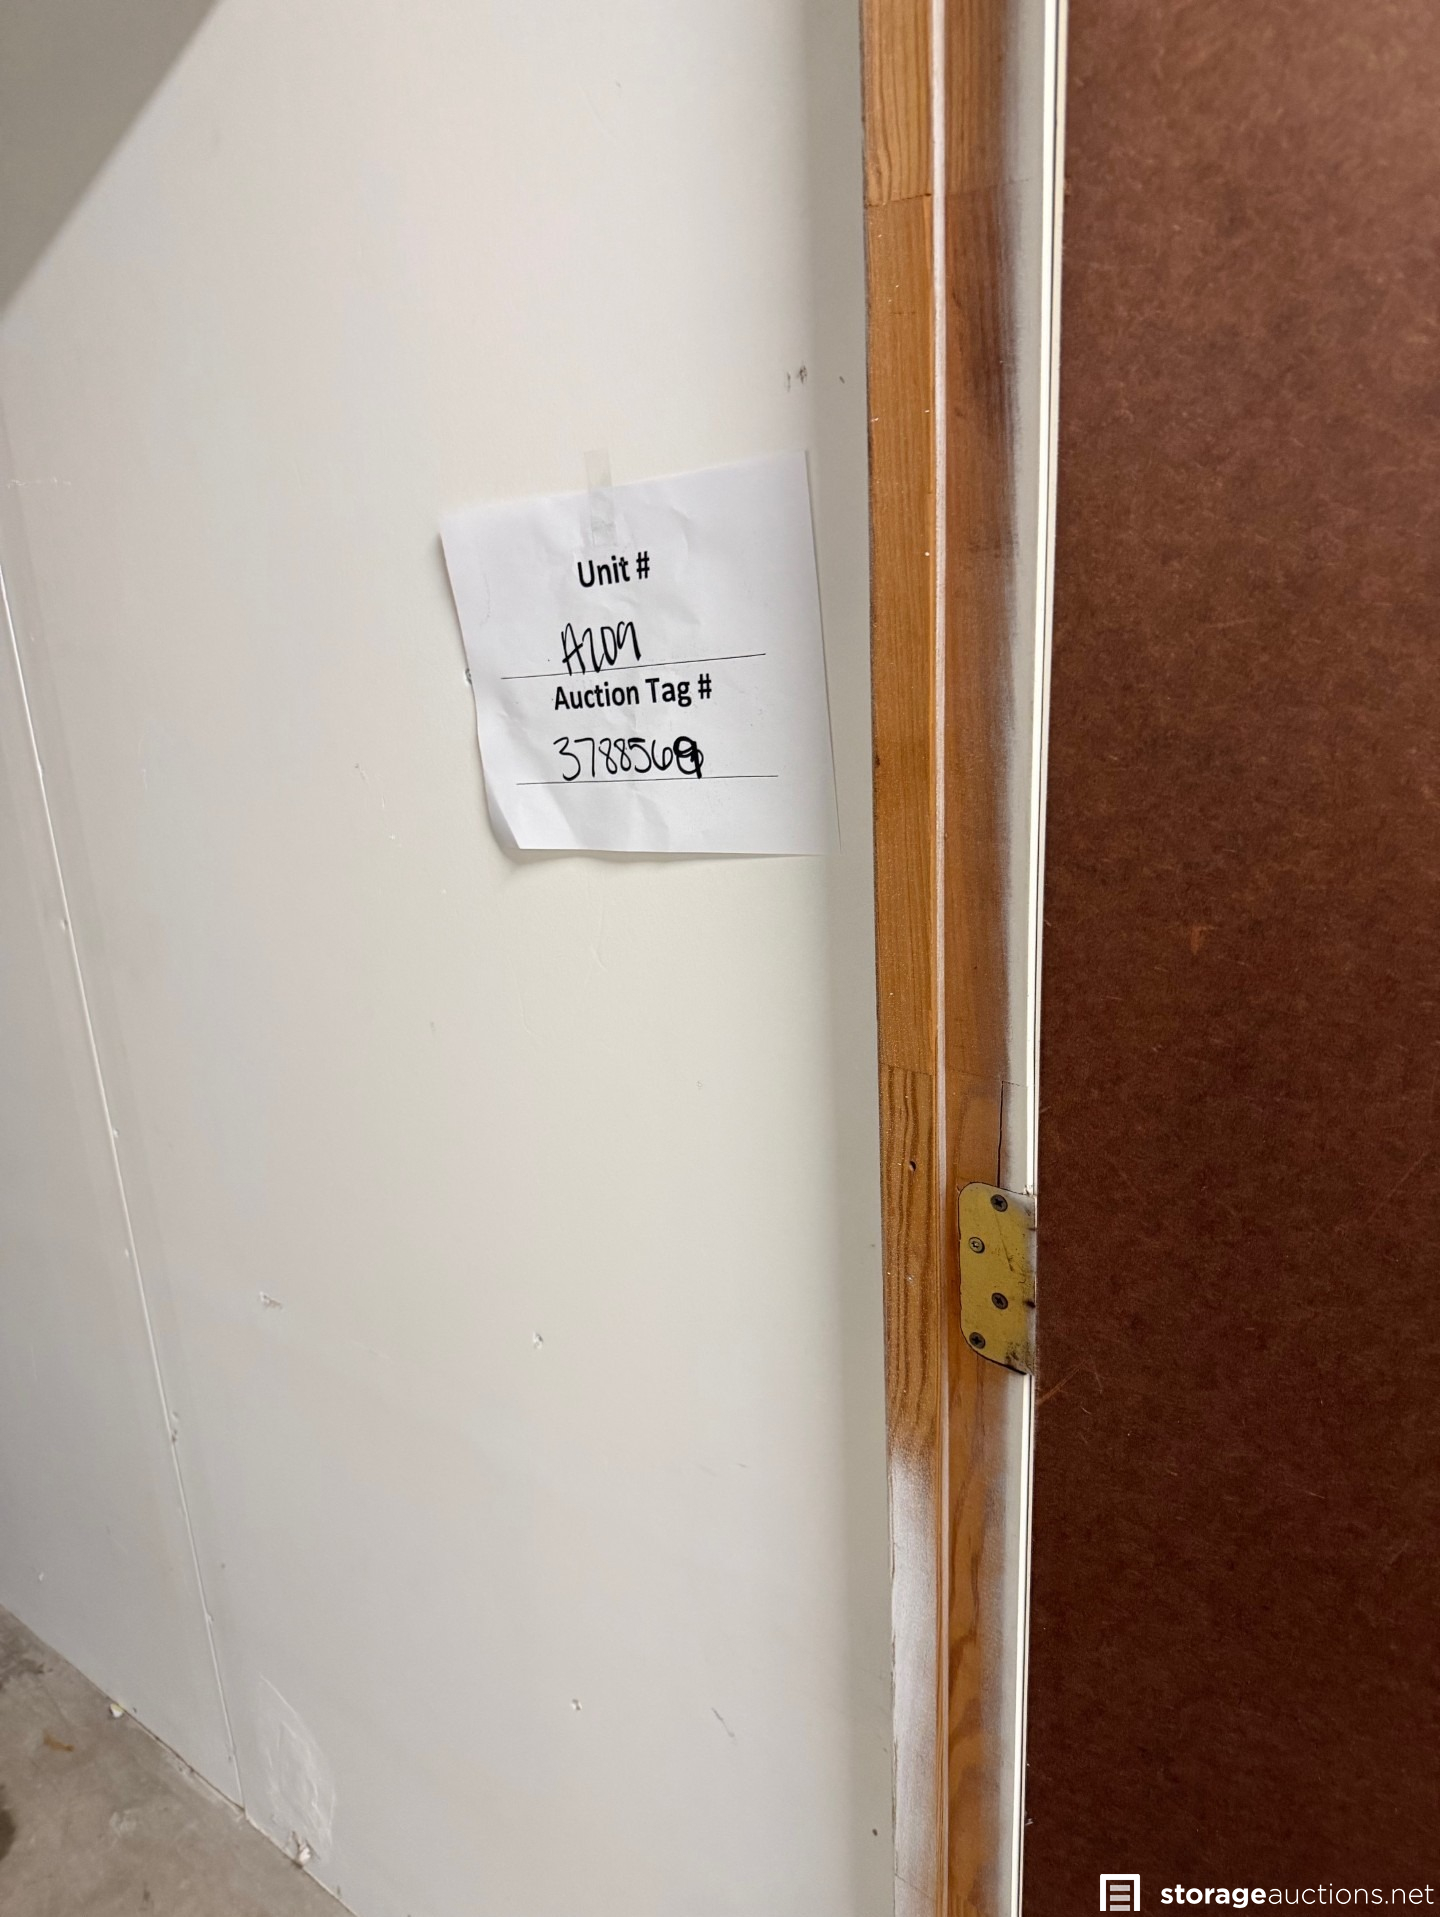 Unit #
A209
Auction Tag #
3788569
storageauctions.net